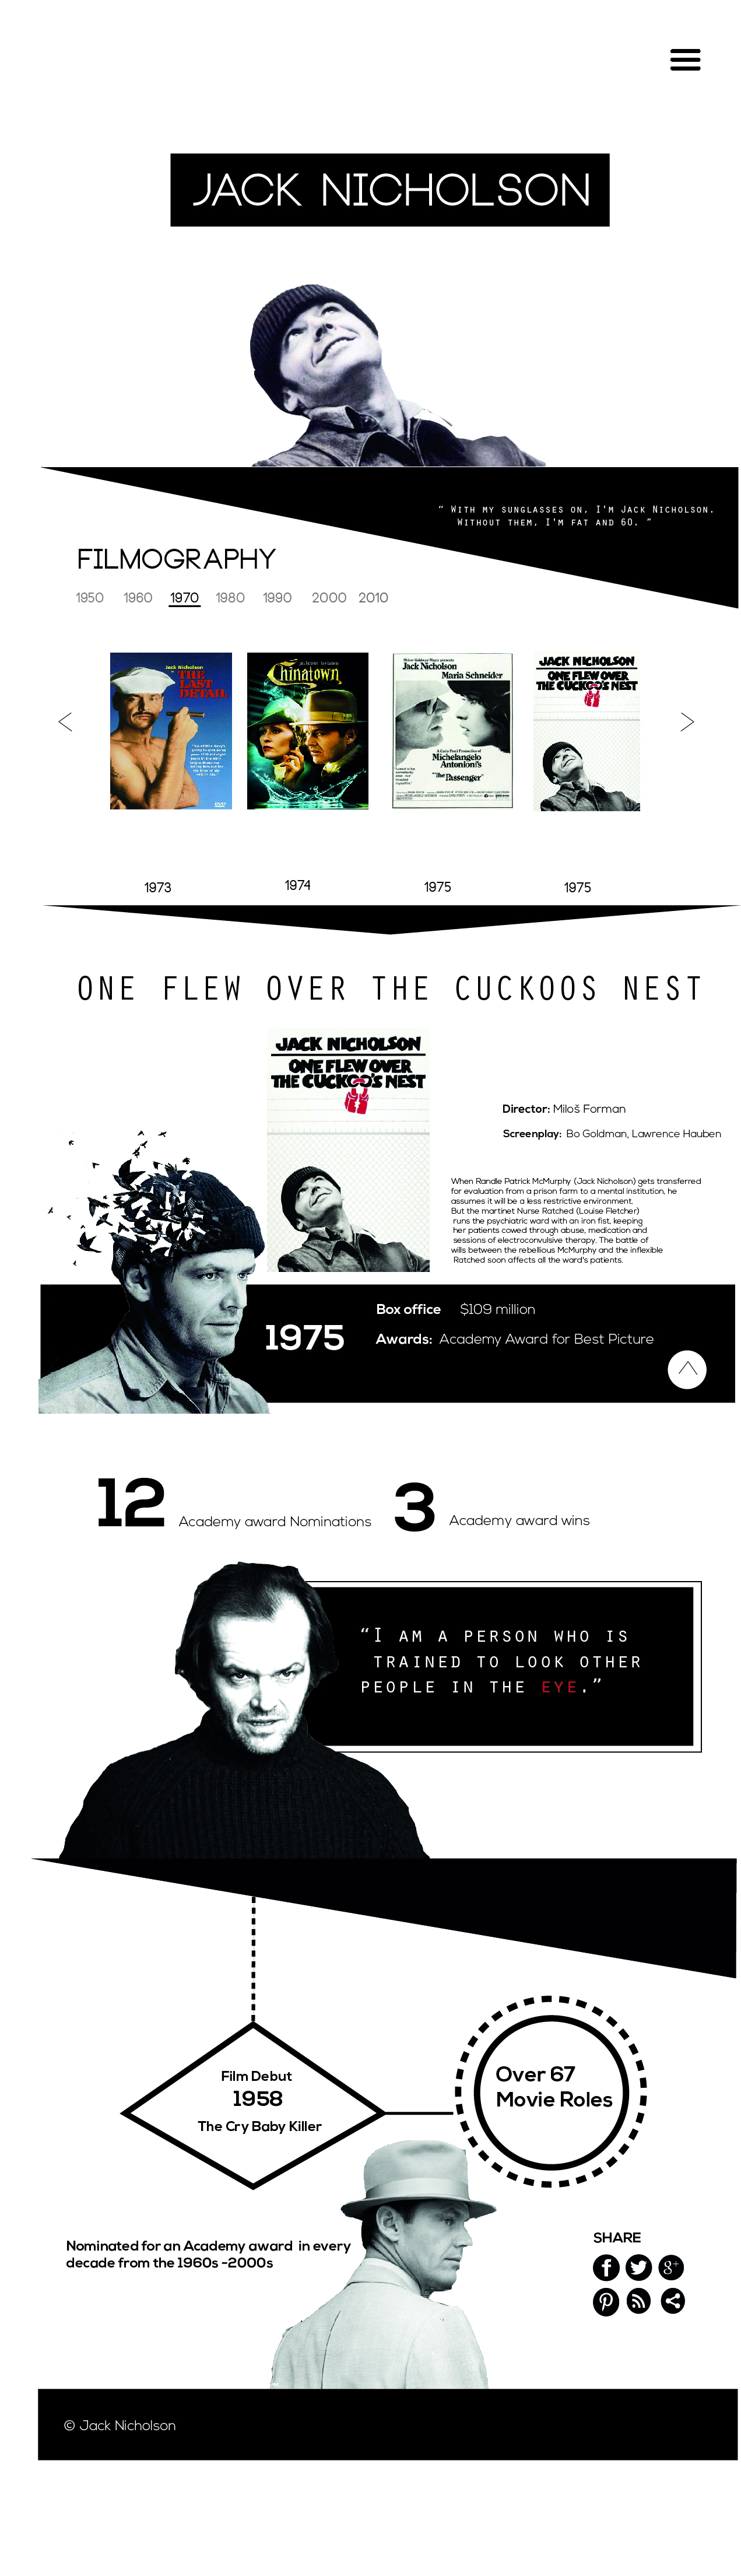 JACK NICHOLSON
“ With my sunglasses on, I'm Jack Nicholson.
Without them, I'm fat and 60. ”
FILMOGRAPHY
1950 1960 1970 1980 1990 2000 2010
Jack Nicholson
THE LAST DETAIL
DVD
Chinatown
Jack Nicholson
Maria Schneider
Michelangelo
Antonioni's
"The Passenger"
JACK NICHOLSON
ONE FLEW OVER
THE CUCKOO'S NEST
1973 1974 1975 1975
ONE FLEW OVER THE CUCKOOS NEST
JACK NICHOLSON
ONE FLEW OVER
THE CUCKOO'S NEST
Director: Miloš Forman
Screenplay: Bo Goldman, Lawrence Hauben
When Randle Patrick McMurphy (Jack Nicholson) gets transferred
for evaluation from a prison farm to a mental institution, he
assumes it will be a less restrictive environment.
But the martinet Nurse Ratched (Louise Fletcher)
runs the psychiatric ward with an iron fist, keeping
her patients cowed through abuse, medication and
sessions of electroconvulsive therapy. The battle of
wills between the rebellious McMurphy and the inflexible
Ratched soon affects all the ward's patients.
1975
Box office $109 million
Awards: Academy Award for Best Picture
12 Academy award Nominations 3 Academy award wins
“I am a person who is
trained to look other
people in the eye.”
Film Debut
1958
The Cry Baby Killer
Over 67
Movie Roles
Nominated for an Academy award in every
decade from the 1960s -2000s
SHARE
© Jack Nicholson